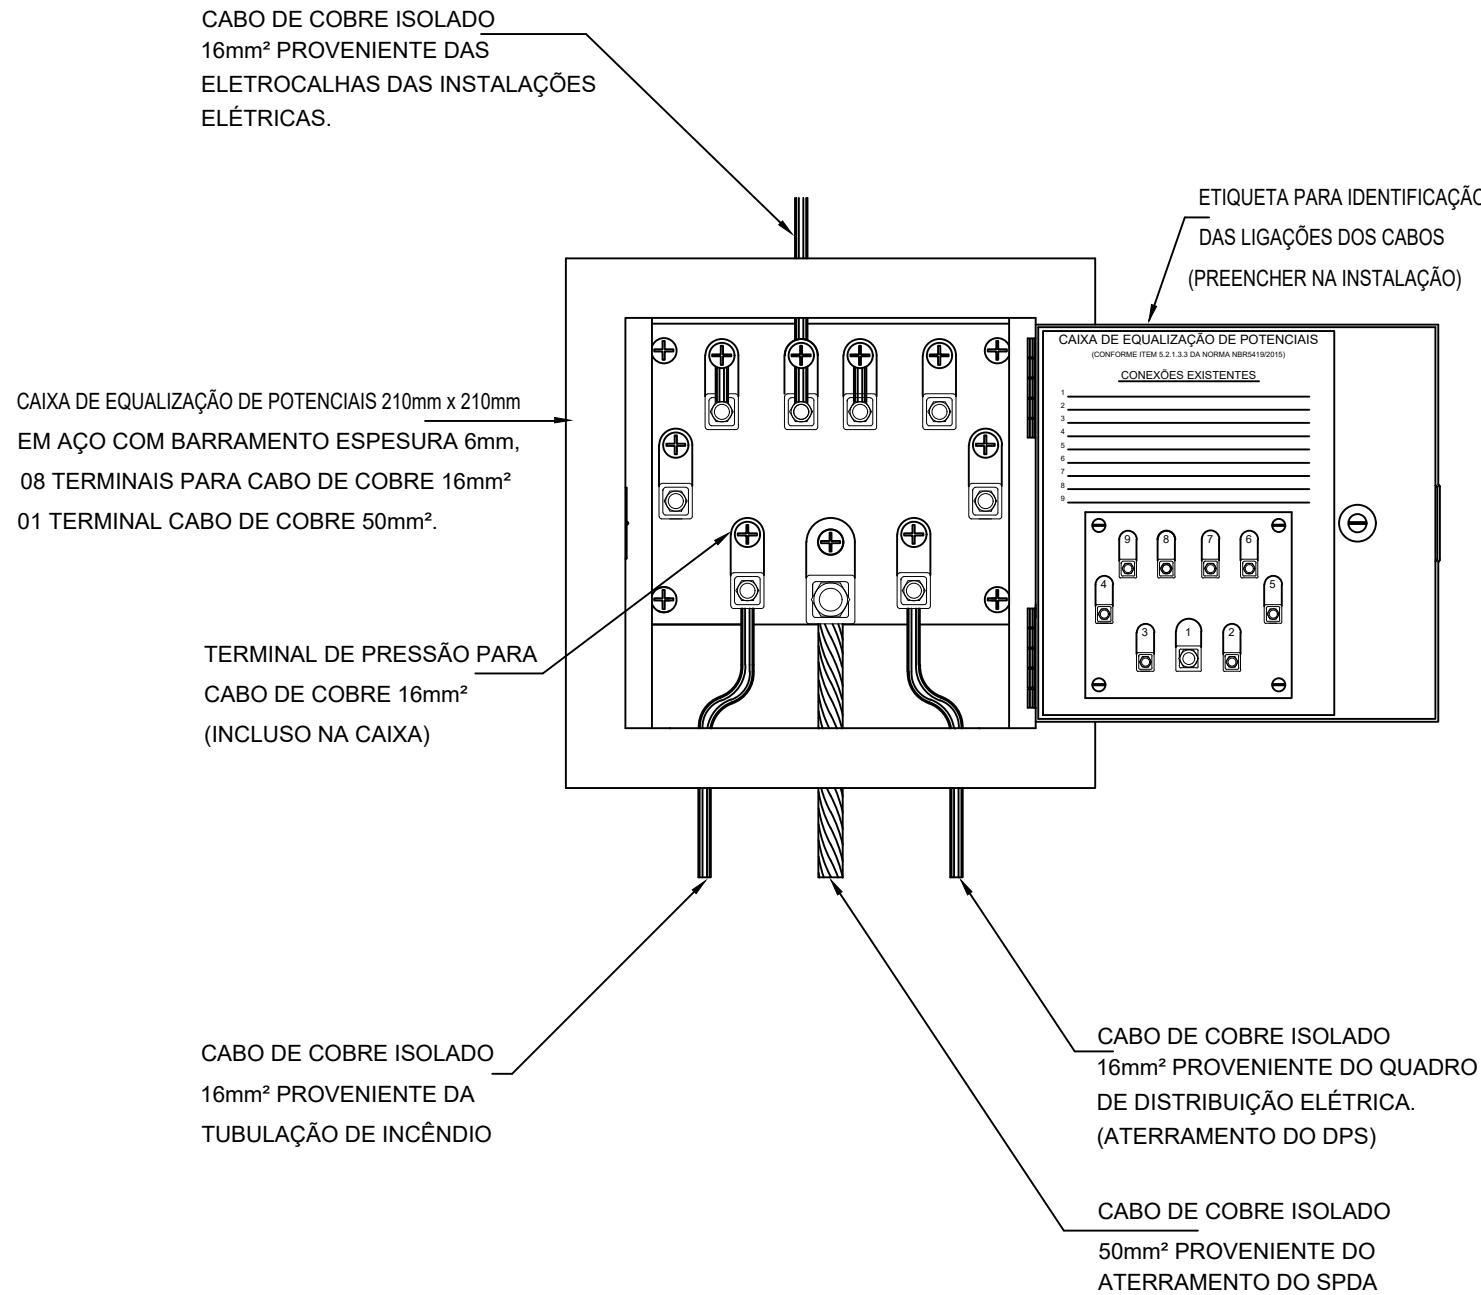 CABO DE COBRE ISOLADO
16mm² PROVENIENTE DAS
ELETROCALHAS DAS INSTALAÇÕES
ELÉTRICAS.
ETIQUETA PARA IDENTIFICAÇÃO
DAS LIGAÇÕES DOS CABOS
(PREENCHER NA INSTALAÇÃO)
CAIXA DE EQUALIZAÇÃO DE POTENCIAIS
(CONFORME ITEM 5.2.1.3.3 DA NORMA NBR5419/2015)
CONEXÕES EXISTENTES
1
2
3
4
5
6
7
8
9
9 8 7 6
4 5
3 1 2
CAIXA DE EQUALIZAÇÃO DE POTENCIAIS 210mm x 210mm
EM AÇO COM BARRAMENTO ESPESURA 6mm,
08 TERMINAIS PARA CABO DE COBRE 16mm²
01 TERMINAL CABO DE COBRE 50mm².
TERMINAL DE PRESSÃO PARA
CABO DE COBRE 16mm²
(INCLUSO NA CAIXA)
CABO DE COBRE ISOLADO
16mm² PROVENIENTE DA
TUBULAÇÃO DE INCÊNDIO
CABO DE COBRE ISOLADO
16mm² PROVENIENTE DO QUADRO
DE DISTRIBUIÇÃO ELÉTRICA.
(ATERRAMENTO DO DPS)
CABO DE COBRE ISOLADO
50mm² PROVENIENTE DO
ATERRAMENTO DO SPDA